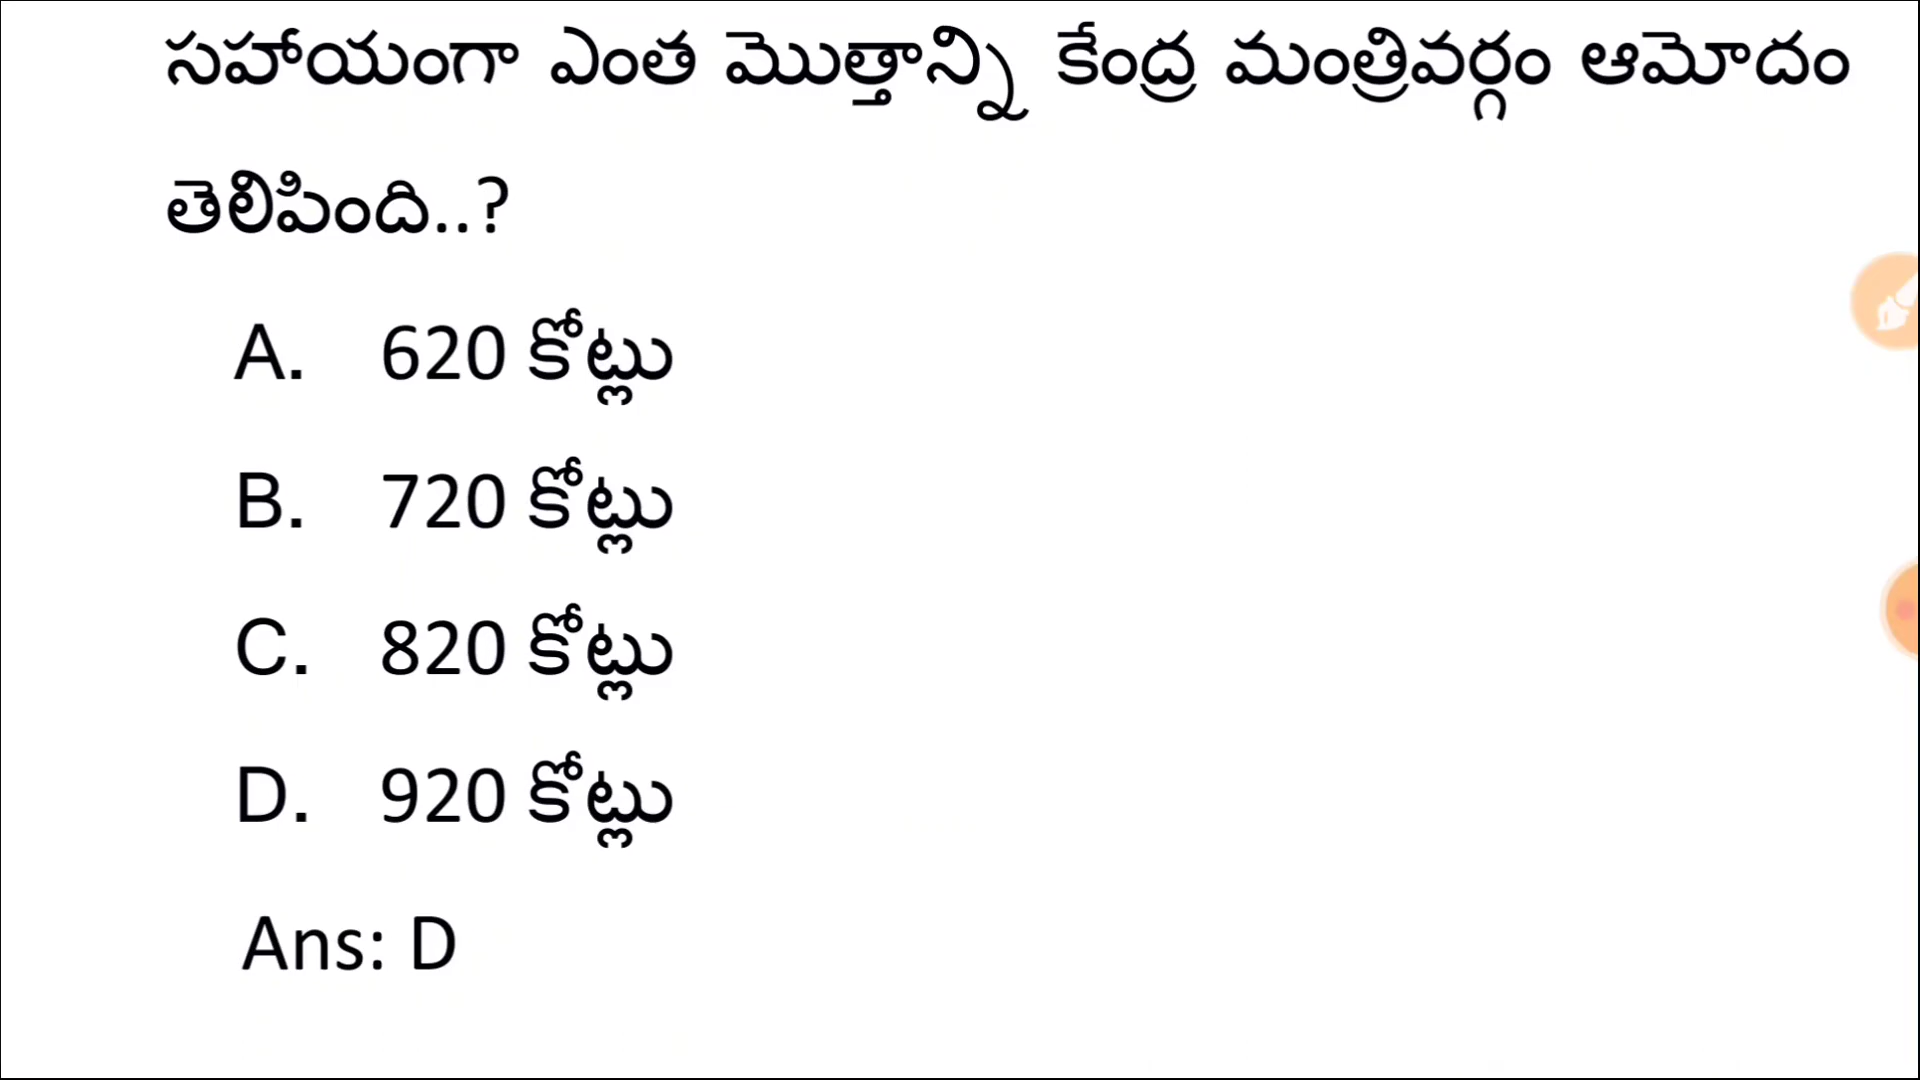 సహాయంగా ఎంత మొత్తాన్ని కేంద్ర మంత్రివర్గం ఆమోదం
తెలిపింది..?
A. 620 కోట్లు
B. 720 కోట్లు
C. 820 కోట్లు
D. 920 కోట్లు
Ans: D